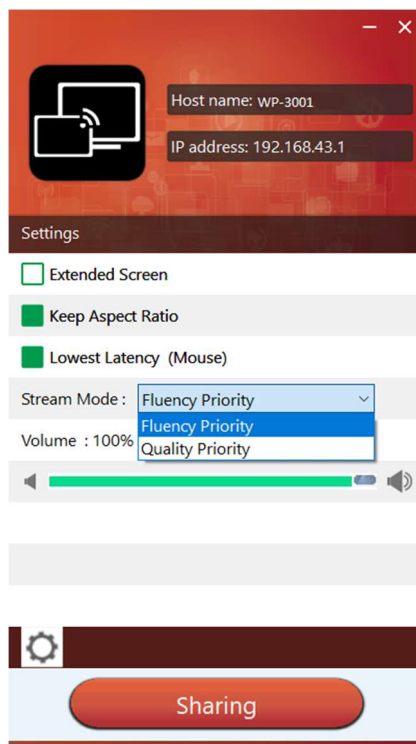 Host name: WP-3001
IP address: 192.168.43.1
Settings
Extended Screen
Keep Aspect Ratio
Lowest Latency (Mouse)
Stream Mode : Fluency Priority
Fluency Priority
Volume : 100%
Quality Priority
Sharing